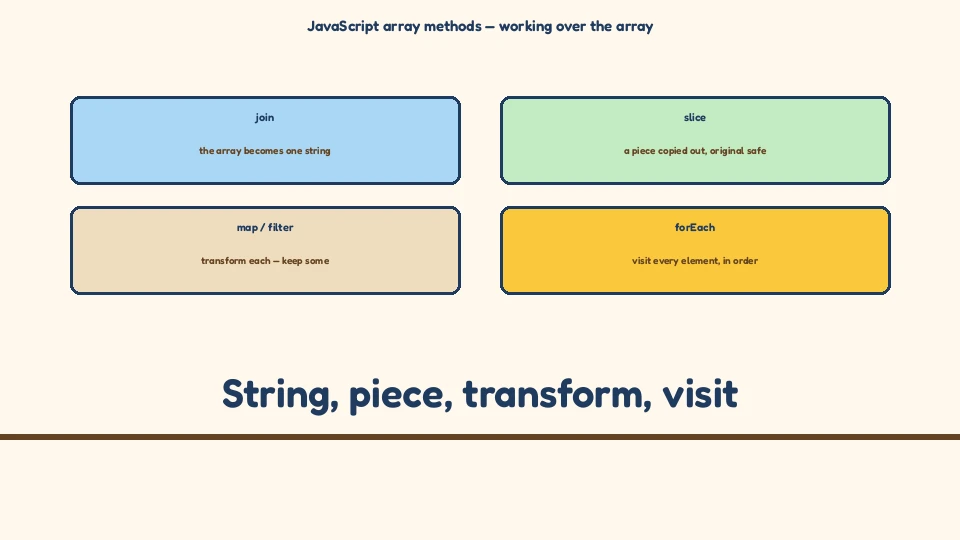 JavaScript array methods — working over the array
join
the array becomes one string
slice
a piece copied out, original safe
map / filter
transform each — keep some
forEach
visit every element, in order
String, piece, transform, visit